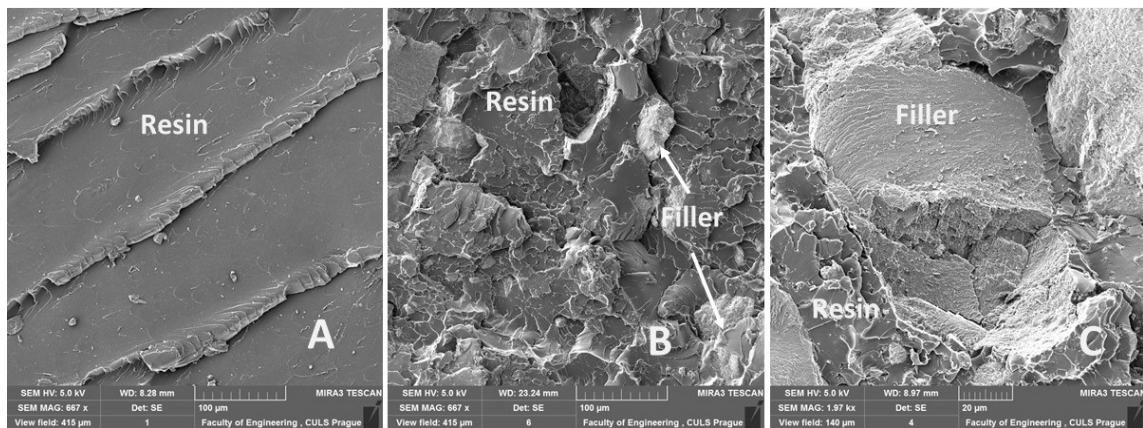 Resin
A
SEM HV: 5.0 kV WD: 8.28 mm MIRA3 TESCAN
SEM MAG: 667 x Det: SE 100 µm
View field: 415 µm 1 Faculty of Engineering , CULS Prague
Resin
Filler
B
SEM HV: 5.0 kV WD: 23.24 mm MIRA3 TESCAN
SEM MAG: 667 x Det: SE 100 µm
View field: 415 µm 6 Faculty of Engineering , CULS Prague
Filler
Resin
C
SEM HV: 5.0 kV WD: 8.97 mm MIRA3 TESCAN
SEM MAG: 1.97 kx Det: SE 20 µm
View field: 140 µm 4 Faculty of Engineering , CULS Prague